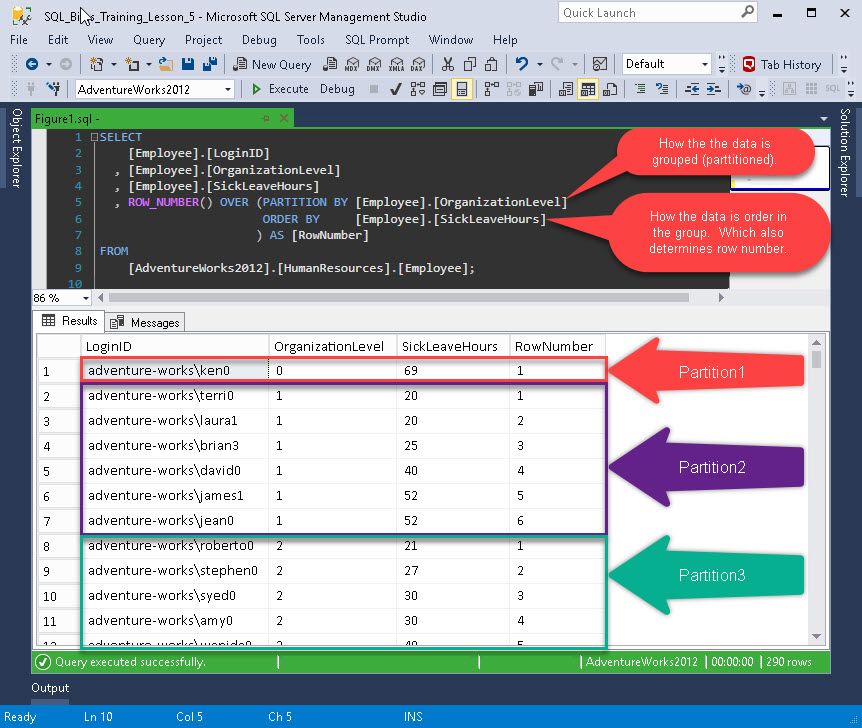 SQL_Bites_Training_Lesson_5 - Microsoft SQL Server Management Studio
Quick Launch
File Edit View Query Project Debug Tools SQL Prompt Window Help
New Query MDX DMX XMLA DAX Default Tab History
AdventureWorks2012 Execute Debug SQL
Object Explorer
Solution Explorer
Figure1.sql -
1 SELECT
2 [Employee].[LoginID]
3 , [Employee].[OrganizationLevel]
4 , [Employee].[SickLeaveHours]
5 , ROW_NUMBER() OVER (PARTITION BY [Employee].[OrganizationLevel]
6 ORDER BY [Employee].[SickLeaveHours]
7 ) AS [RowNumber]
8 FROM
9 [AdventureWorks2012].[HumanResources].[Employee];
10
How the the data is
grouped (parttitioned).
How the data is order in
the group. Which also
determines row number.
86 %
Results Messages
LoginID OrganizationLevel SickLeaveHours RowNumber
1 adventure-works\ken0 0 69 1
2 adventure-works\terri0 1 20 1
3 adventure-works\laura1 1 20 2
4 adventure-works\brian3 1 25 3
5 adventure-works\david0 1 40 4
6 adventure-works\james1 1 52 5
7 adventure-works\jean0 1 52 6
8 adventure-works\roberto0 2 21 1
9 adventure-works\stephen0 2 27 2
10 adventure-works\syed0 2 30 3
11 adventure-works\amy0 2 30 4
Partition1
Partition2
Partition3
Query executed successfully. AdventureWorks2012 00:00:00 290 rows
Output
Ready Ln 10 Col 5 Ch 5 INS